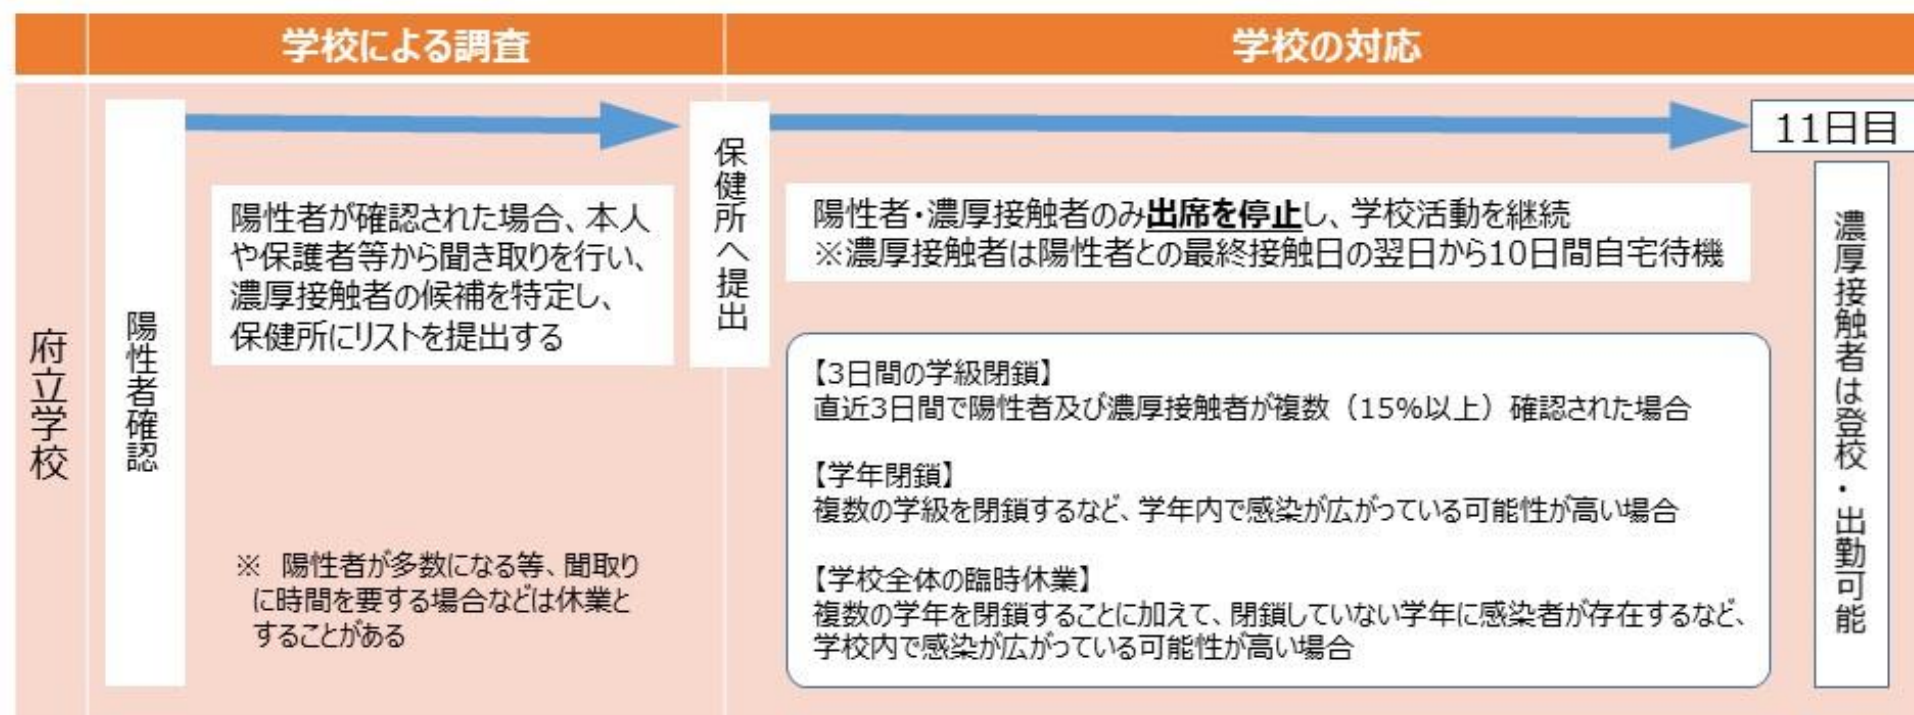 学校による調査
学校の対応
府立学校
陽性者確認
陽性者が確認された場合、本人
や保護者等から聞き取りを行い、
濃厚接触者の候補を特定し、
保健所にリストを提出する
※ 陽性者が多数になる等、聞取り
に時間を要する場合などは休業と
することがある
保健所へ提出
陽性者・濃厚接触者のみ出席を停止し、学校活動を継続
※濃厚接触者は陽性者との最終接触日の翌日から10日間自宅待機
【3日間の学級閉鎖】
直近3日間で陽性者及び濃厚接触者が複数（15%以上）確認された場合
【学年閉鎖】
複数の学級を閉鎖するなど、学年内で感染が広がっている可能性が高い場合
【学校全体の臨時休業】
複数の学年を閉鎖することに加えて、閉鎖していない学年に感染者が存在するなど、
学校内で感染が広がっている可能性が高い場合
11日目
濃厚接触者は登校・出勤可能